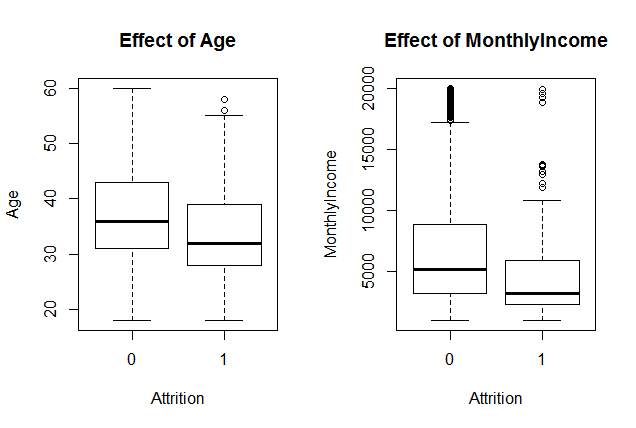 Effect of Age
60
50
40
30
20
Age
0
1
Attrition
Effect of MonthlyIncome
20000
15000
10000
5000
MonthlyIncome
0
1
Attrition